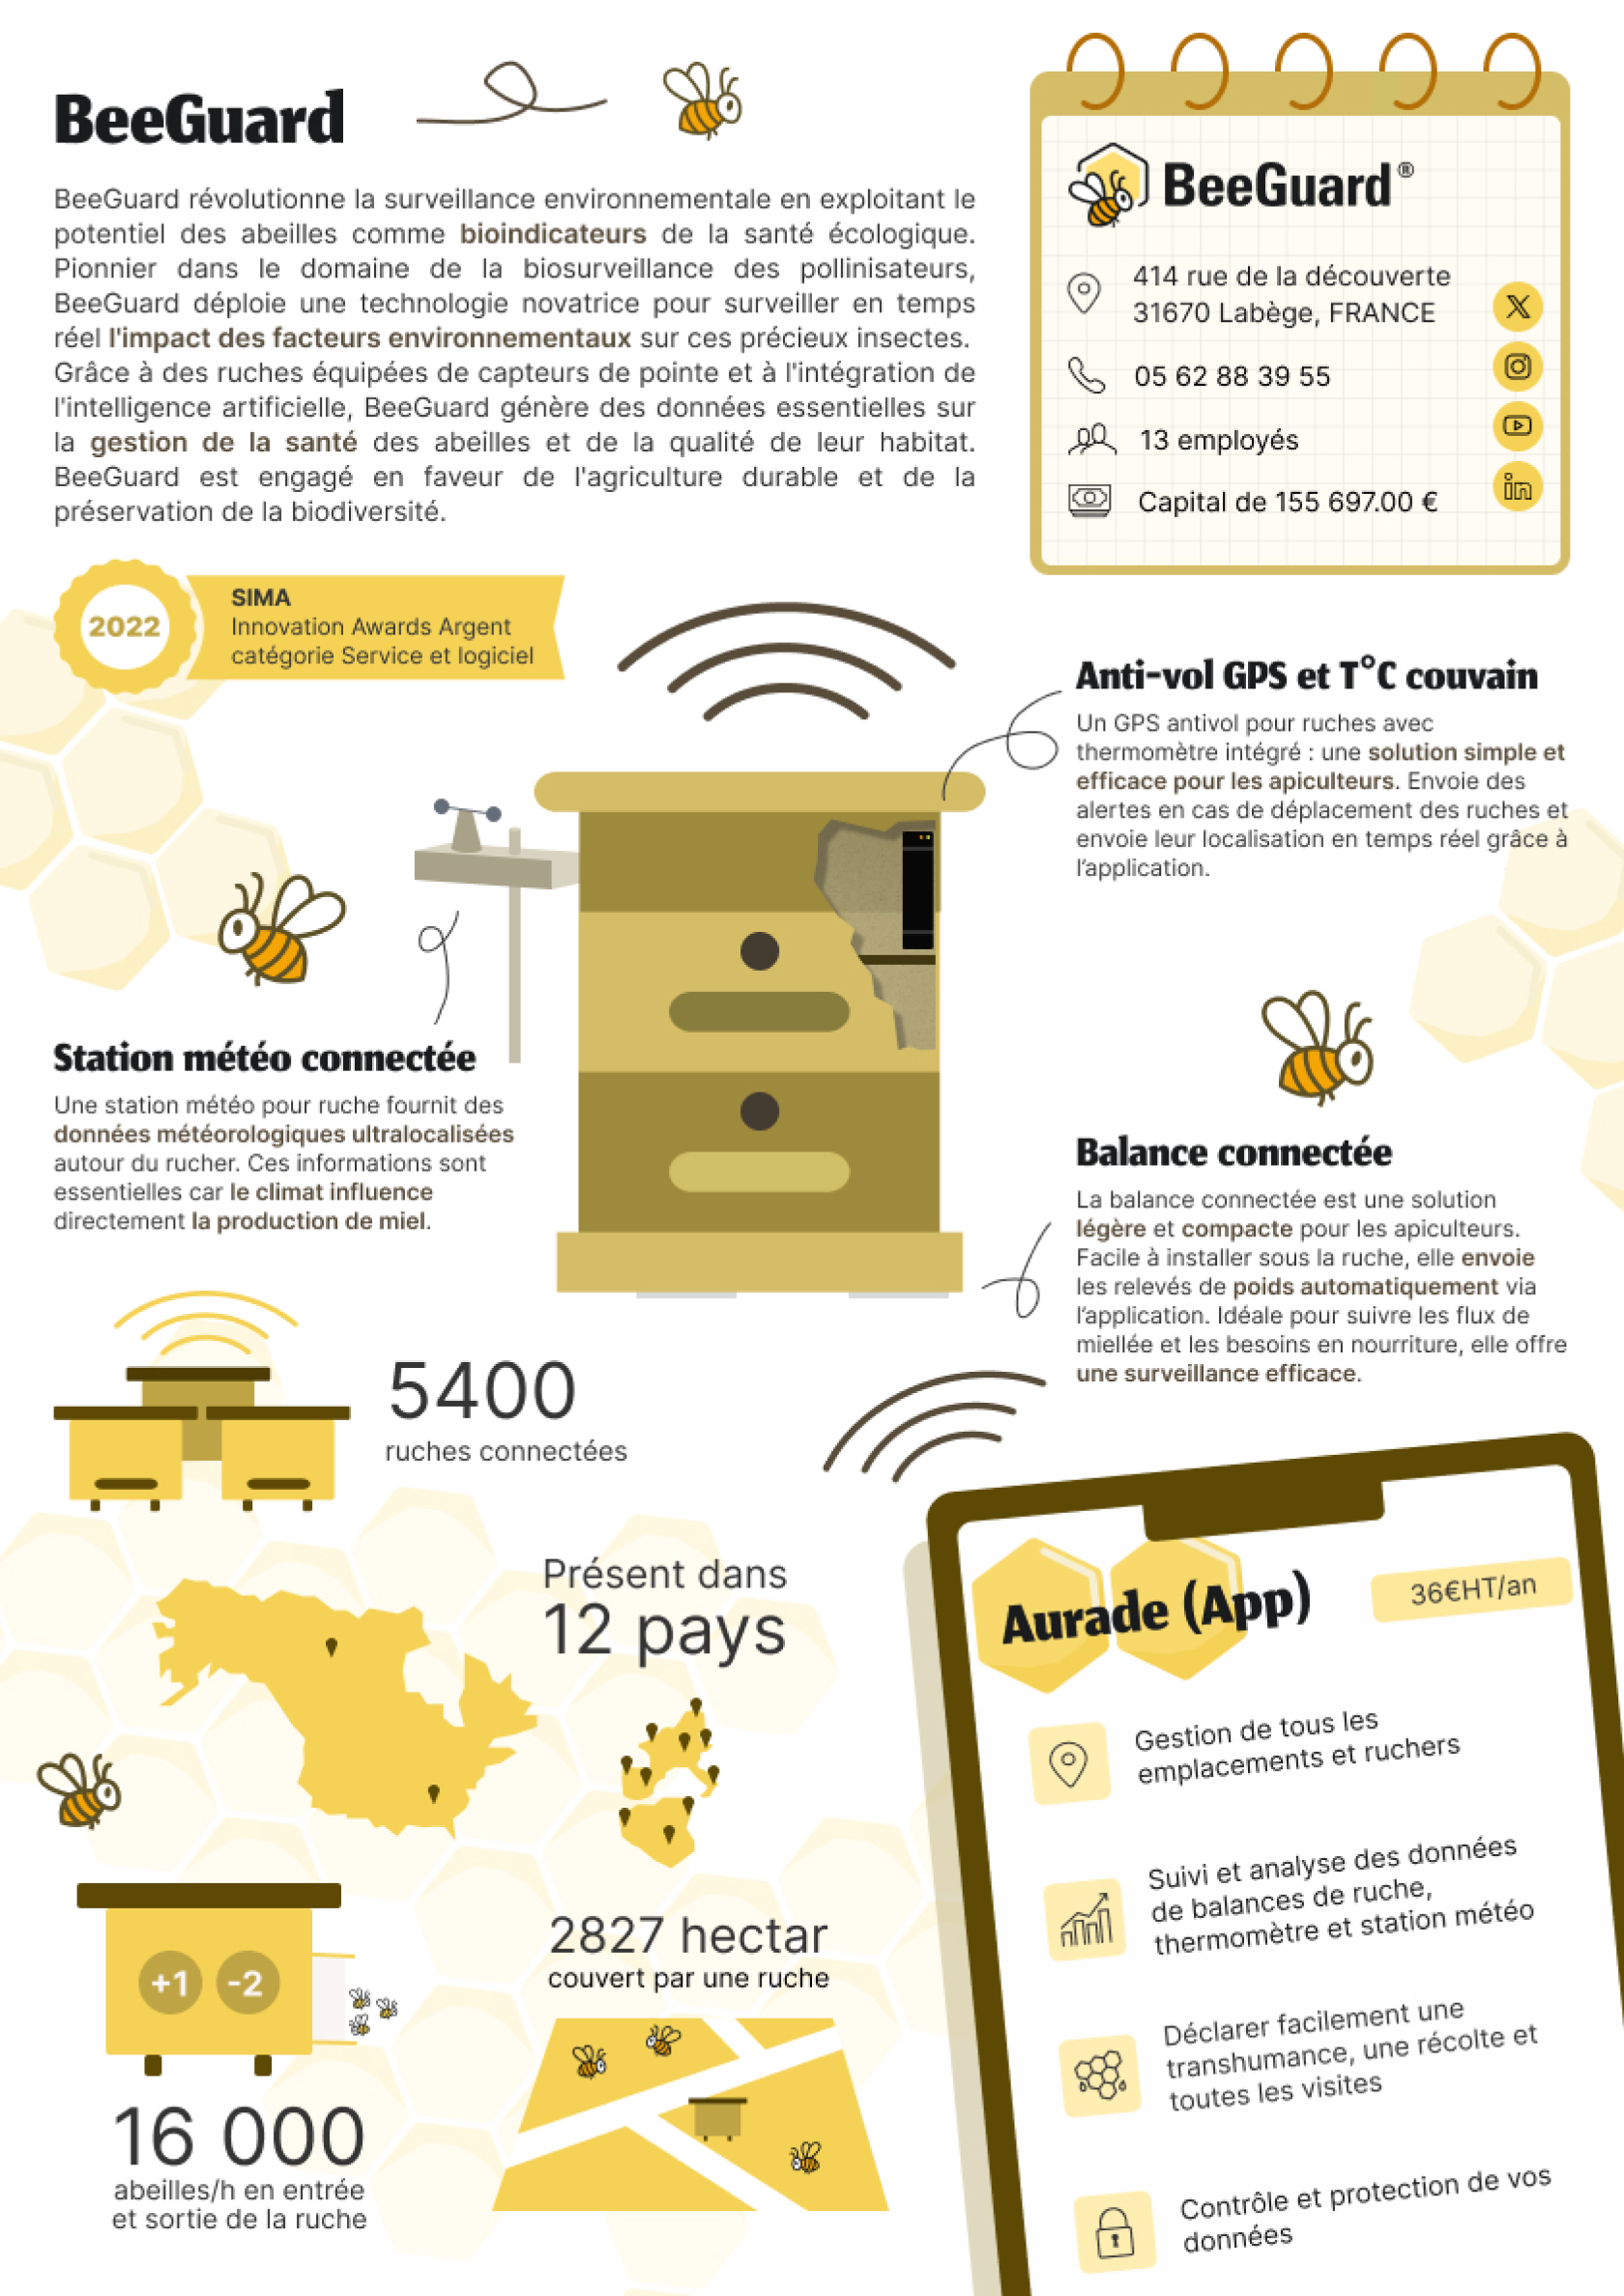 BeeGuard
BeeGuard révolutionne la surveillance environnementale en exploitant le
potentiel des abeilles comme bioindicateurs de la santé écologique.
Pionnier dans le domaine de la biosurveillance des pollinisateurs,
BeeGuard déploie une technologie novatrice pour surveiller en temps
réel l'impact des facteurs environnementaux sur ces précieux insectes.
Grâce à des ruches équipées de capteurs de pointe et à l'intégration de
l'intelligence artificielle, BeeGuard génère des données essentielles sur
la gestion de la santé des abeilles et de la qualité de leur habitat.
BeeGuard est engagé en faveur de l'agriculture durable et de la
préservation de la biodiversité.
BeeGuard®
414 rue de la découverte
31670 Labège, FRANCE
05 62 88 39 55
13 employés
Capital de 155 697.00 €
X
in
2022
SIMA
Innovation Awards Argent
catégorie Service et logiciel
Anti-vol GPS et T°C couvain
Un GPS antivol pour ruches avec
thermomètre intégré : une solution simple et
efficace pour les apiculteurs. Envoie des
alertes en cas de déplacement des ruches et
envoie leur localisation en temps réel grâce à
l’application.
Station météo connectée
Une station météo pour ruche fournit des
données météorologiques ultralocalisées
autour du rucher. Ces informations sont
essentielles car le climat influence
directement la production de miel.
Balance connectée
La balance connectée est une solution
légère et compacte pour les apiculteurs.
Facile à installer sous la ruche, elle envoie
les relevés de poids automatiquement via
l’application. Idéale pour suivre les flux de
miellée et les besoins en nourriture, elle offre
une surveillance efficace.
5400
ruches connectées
Présent dans
12 pays
+1 -2
16 000
abeilles/h en entrée
et sortie de la ruche
2827 hectar
couvert par une ruche
Aurade (App)
36€HT/an
Gestion de tous les
emplacements et ruchers
Suivi et analyse des données
de balances de ruche,
thermomètre et station météo
Déclarer facilement une
transhumance, une récolte et
toutes les visites
Contrôle et protection de vos
données